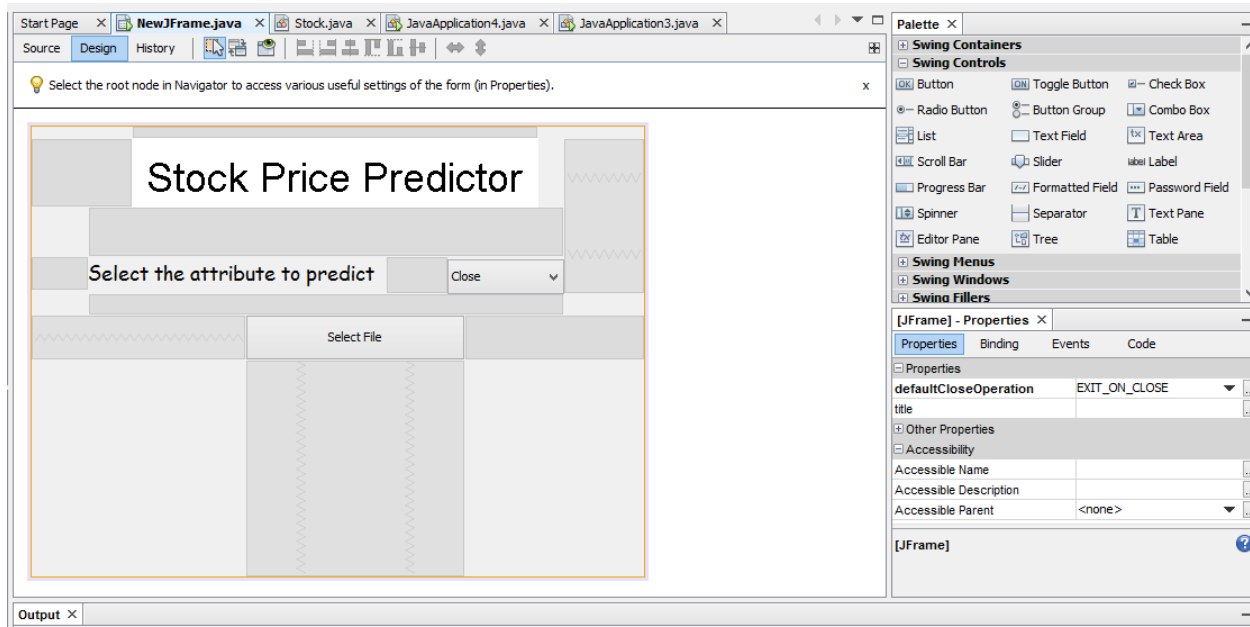 Start Page NewJFrame.java Stock.java JavaApplication4.java JavaApplication3.java
Source Design History
Select the root node in Navigator to access various useful settings of the form (in Properties). x
Stock Price Predictor
Select the attribute to predict Close
Select File
Palette
Swing Containers
Swing Controls
OK Button ON Toggle Button Check Box
Radio Button Button Group Combo Box
List Text Field Text Area
Scroll Bar Slider label Label
Progress Bar Formatted Field Password Field
Spinner Separator T Text Pane
Editor Pane Tree Table
Swing Menus
Swing Windows
Swing Fillers
[JFrame] - Properties
Properties Binding Events Code
Properties
defaultCloseOperation EXIT_ON_CLOSE
title
Other Properties
Accessibility
Accessible Name
Accessible Description
Accessible Parent <none>
[JFrame]
Output